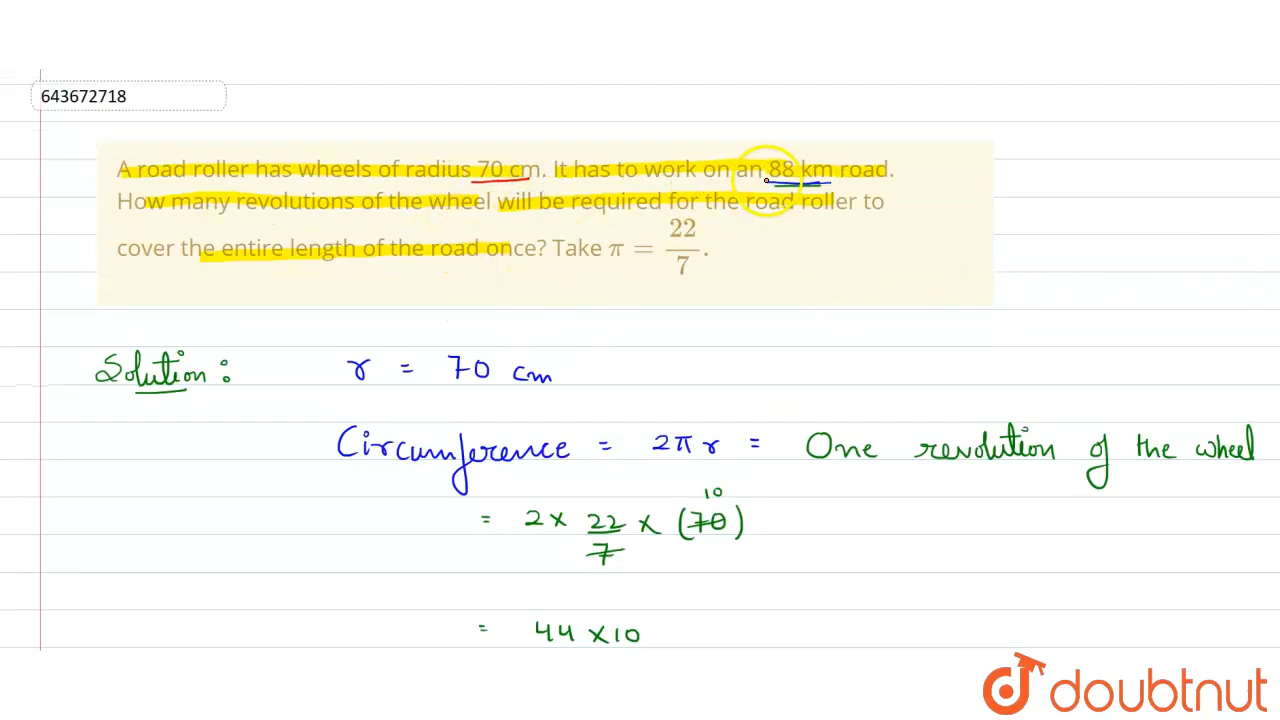 643672718
A road roller has wheels of radius 70 cm. It has to work on an 88 km road.
How many revolutions of the wheel will be required for the road roller to
cover the entire length of the road once? Take π = 22/7.
Solution: r = 70 cm
Circumference = 2πr = One revolution of the wheel
10
= 2 × 22/7 × (70)
= 44 × 10
doubtnut